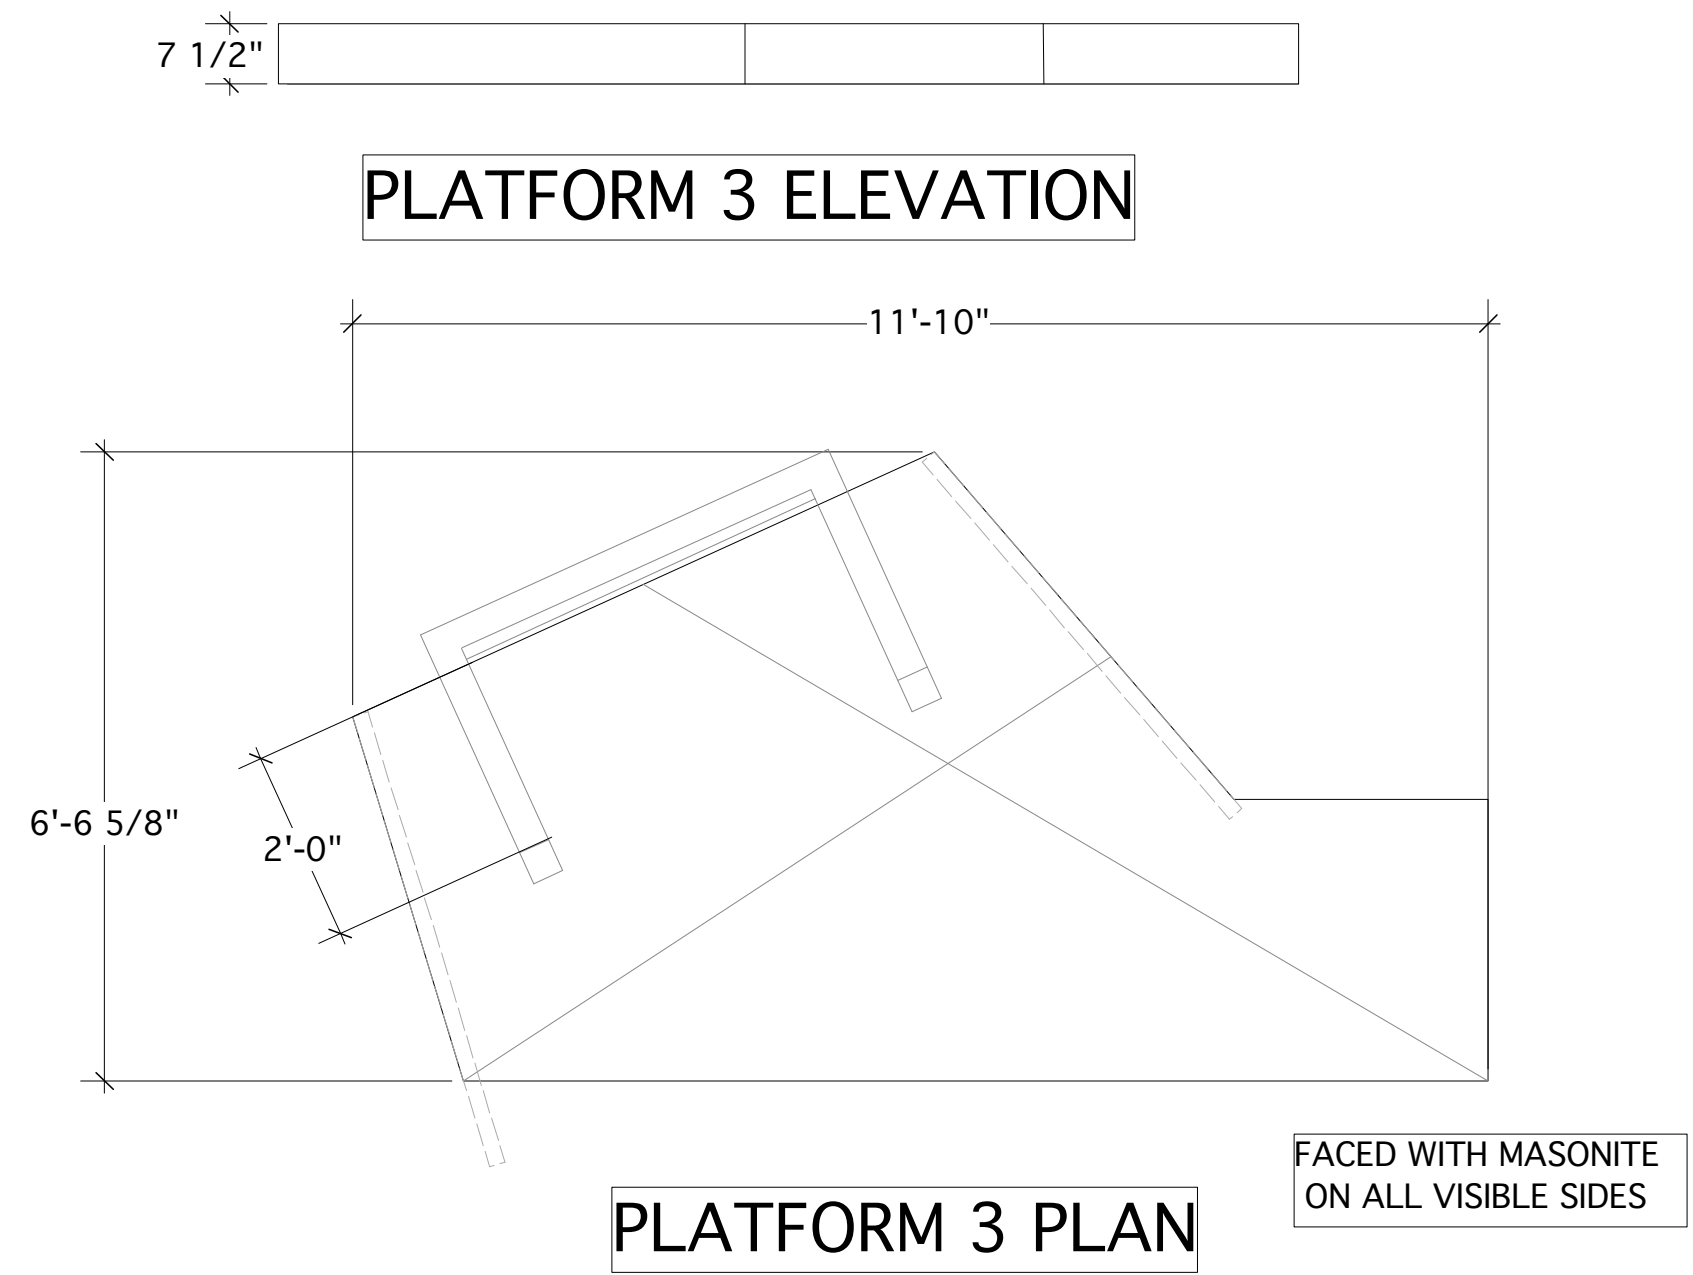 7 1/2"
PLATFORM 3 ELEVATION
11'-10"
6'-6 5/8"
2'-0"
FACED WITH MASONITE
ON ALL VISIBLE SIDES
PLATFORM 3 PLAN